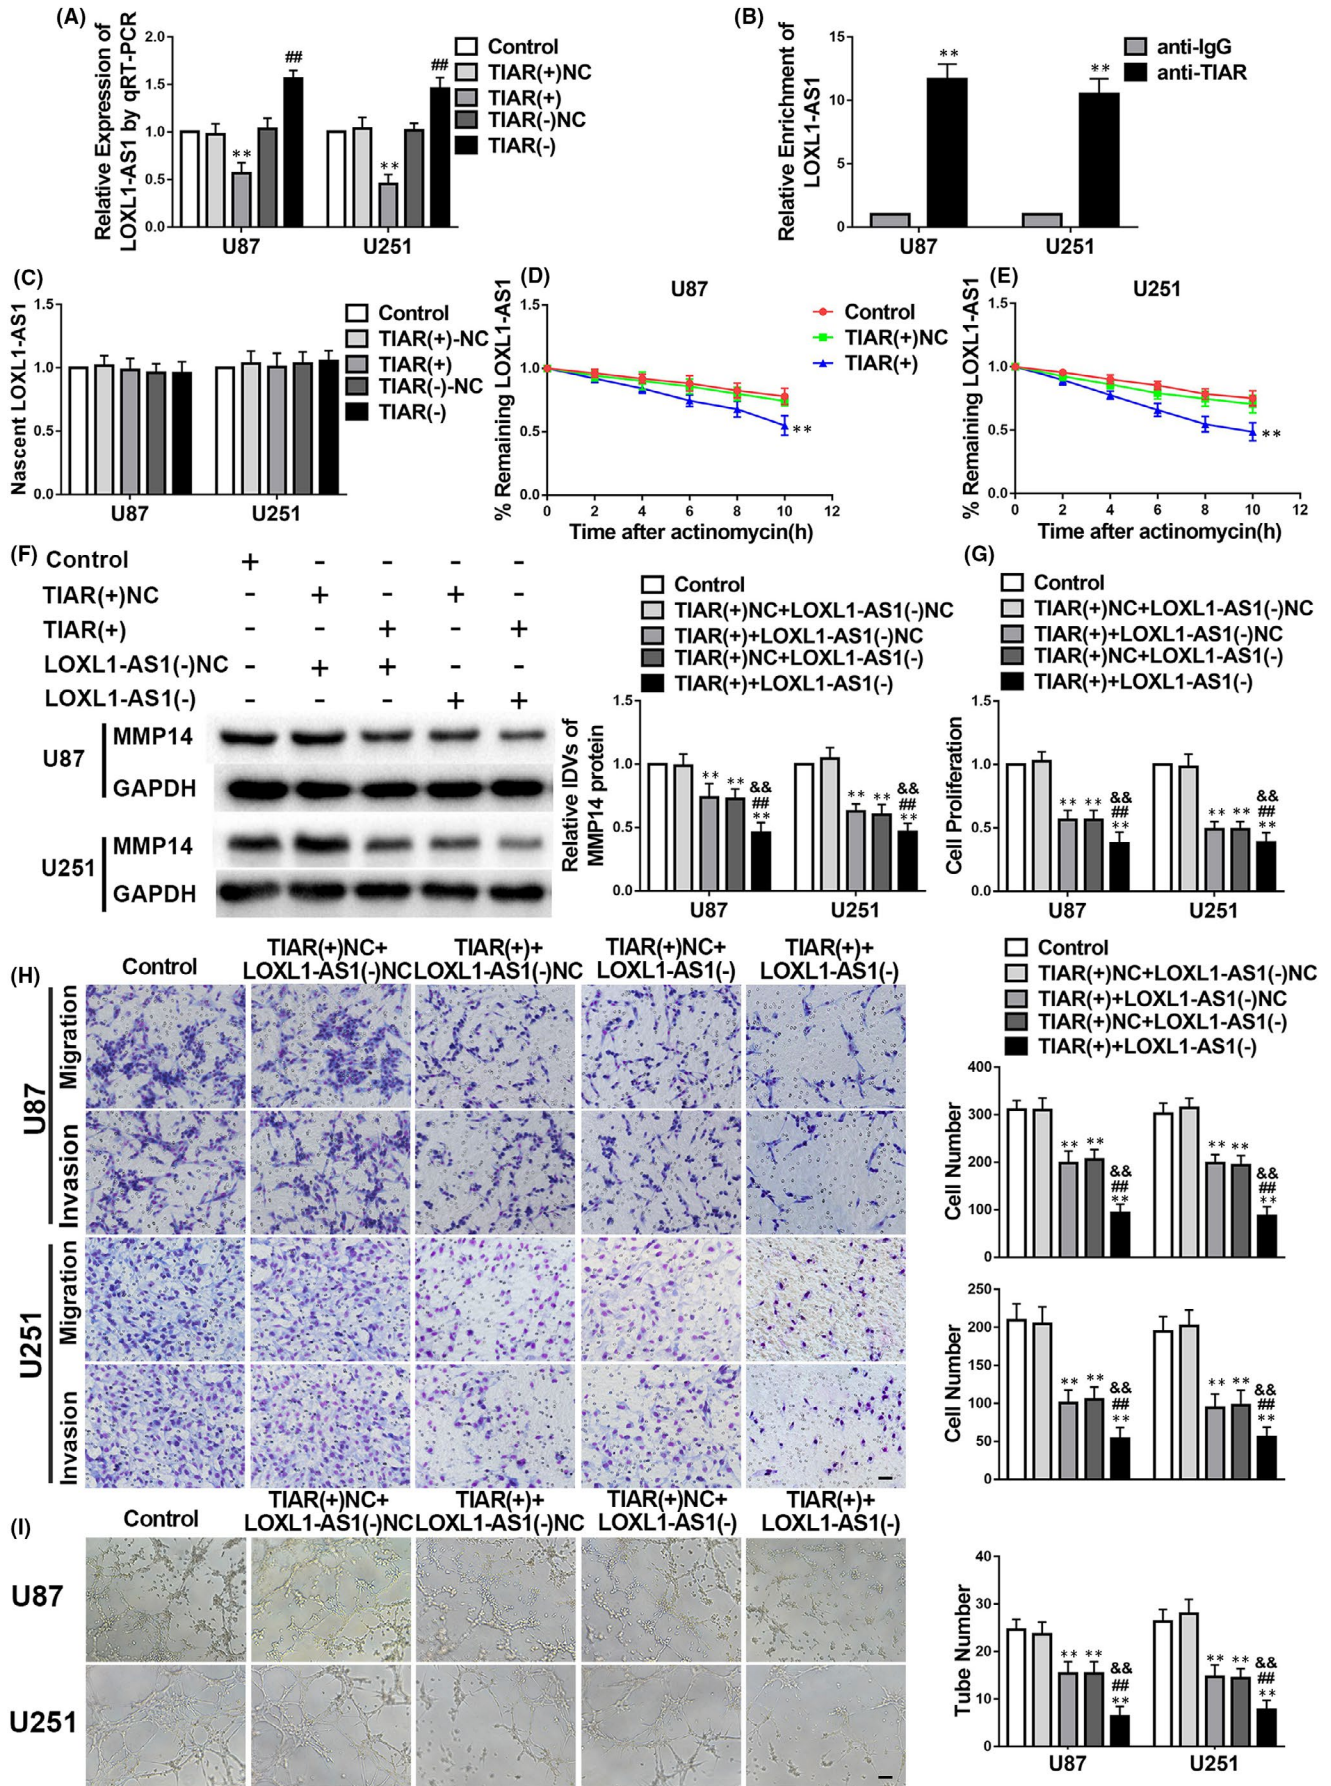 (A)
Relative Expression of
LOXL1-AS1 by qRT-PCR
2.0
1.5
1.0
0.5
0.0
**
##
**
##
U87
U251
Control
TIAR(+)NC
TIAR(+)
TIAR(-)NC
TIAR(-)
(B)
Relative Enrichment of
LOXL1-AS1
15
10
5
0
**
**
U87
U251
anti-IgG
anti-TIAR
(C)
Nascent LOXL1-AS1
1.5
1.0
0.5
0.0
U87
U251
Control
TIAR(+)-NC
TIAR(+)
TIAR(-)-NC
TIAR(-)
(D)
U87
% Remaining LOXL1-AS1
1.5
1.0
0.5
0.0
**
0 2 4 6 8 10 12
Time after actinomycin(h)
Control
TIAR(+)NC
TIAR(+)
(E)
U251
% Remaining LOXL1-AS1
1.5
1.0
0.5
0.0
**
0 2 4 6 8 10 12
Time after actinomycin(h)
(F)
Control + - - - -
TIAR(+)NC - + - + -
TIAR(+) - - + - +
LOXL1-AS1(-)NC - + + - -
LOXL1-AS1(-) - - - + +
U87
MMP14
GAPDH
U251
MMP14
GAPDH
Control
TIAR(+)NC+LOXL1-AS1(-)NC
TIAR(+)+LOXL1-AS1(-)NC
TIAR(+)NC+LOXL1-AS1(-)
TIAR(+)+LOXL1-AS1(-)
Relative IDVs of
MMP14 protein
1.5
1.0
0.5
0.0
** **
&&
##
**
** **
&&
##
**
U87
U251
(G)
Control
TIAR(+)NC+LOXL1-AS1(-)NC
TIAR(+)+LOXL1-AS1(-)NC
TIAR(+)NC+LOXL1-AS1(-)
TIAR(+)+LOXL1-AS1(-)
Cell Proliferation
1.5
1.0
0.5
0.0
** **
&&
##
**
** **
&&
##
**
U87
U251
(H)
Control
TIAR(+)NC+
LOXL1-AS1(-)NC
TIAR(+)+
LOXL1-AS1(-)NC
TIAR(+)NC+
LOXL1-AS1(-)
TIAR(+)+
LOXL1-AS1(-)
U87
Migration
Invasion
U251
Migration
Invasion
Control
TIAR(+)NC+LOXL1-AS1(-)NC
TIAR(+)+LOXL1-AS1(-)NC
TIAR(+)NC+LOXL1-AS1(-)
TIAR(+)+LOXL1-AS1(-)
Cell Number
400
300
200
100
0
** **
&&
##
**
** **
&&
##
**
Cell Number
250
200
150
100
50
0
** **
&&
##
**
** **
&&
##
**
(I)
Control
TIAR(+)NC+
LOXL1-AS1(-)NC
TIAR(+)+
LOXL1-AS1(-)NC
TIAR(+)NC+
LOXL1-AS1(-)
TIAR(+)+
LOXL1-AS1(-)
U87
U251
Tube Number
40
30
20
10
0
** **
&&
##
**
** **
&&
##
**
U87
U251